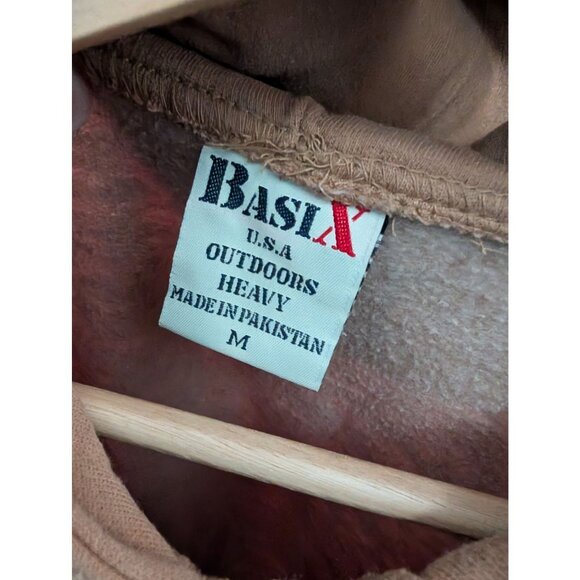 BASIX
U.S.A
OUTDOORS
HEAVY
MADE IN PAKISTAN
M